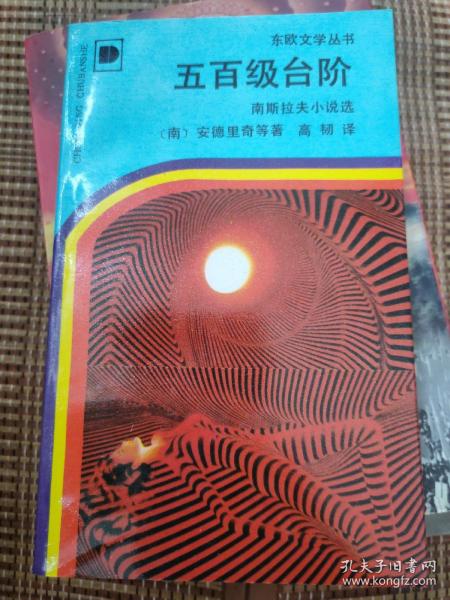 东欧文学丛书
五百级台阶
南斯拉夫小说选
〔南〕安德里奇等著 高韧 译
孔夫子旧书网
www.kongfz.com